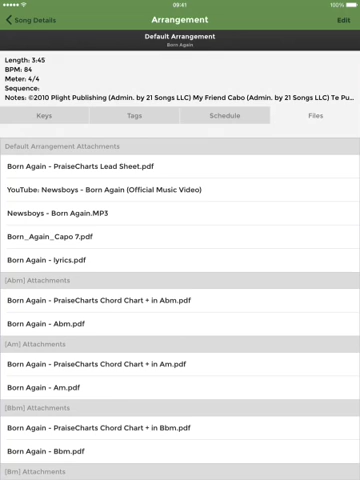 09:41
100%
Song Details
Arrangement
Edit
Default Arrangement
Born Again
Length: 3:45
BPM: 84
Meter: 4/4
Sequence:
Notes: ©2010 Plight Publishing (Admin. by 21 Songs LLC) My Friend Cabo (Admin. by 21 Songs LLC) Te Pu...
Keys
Tags
Schedule
Files
Default Arrangement Attachments
Born Again - PraiseCharts Lead Sheet.pdf
YouTube: Newsboys - Born Again (Official Music Video)
Newsboys - Born Again.MP3
Born_Again_Capo 7.pdf
Born Again - lyrics.pdf
[Abm] Attachments
Born Again - PraiseCharts Chord Chart + in Abm.pdf
Born Again - Abm.pdf
[Am] Attachments
Born Again - PraiseCharts Chord Chart + in Am.pdf
Born Again - Am.pdf
[Bbm] Attachments
Born Again - PraiseCharts Chord Chart + in Bbm.pdf
Born Again - Bbm.pdf
[Bm] Attachments